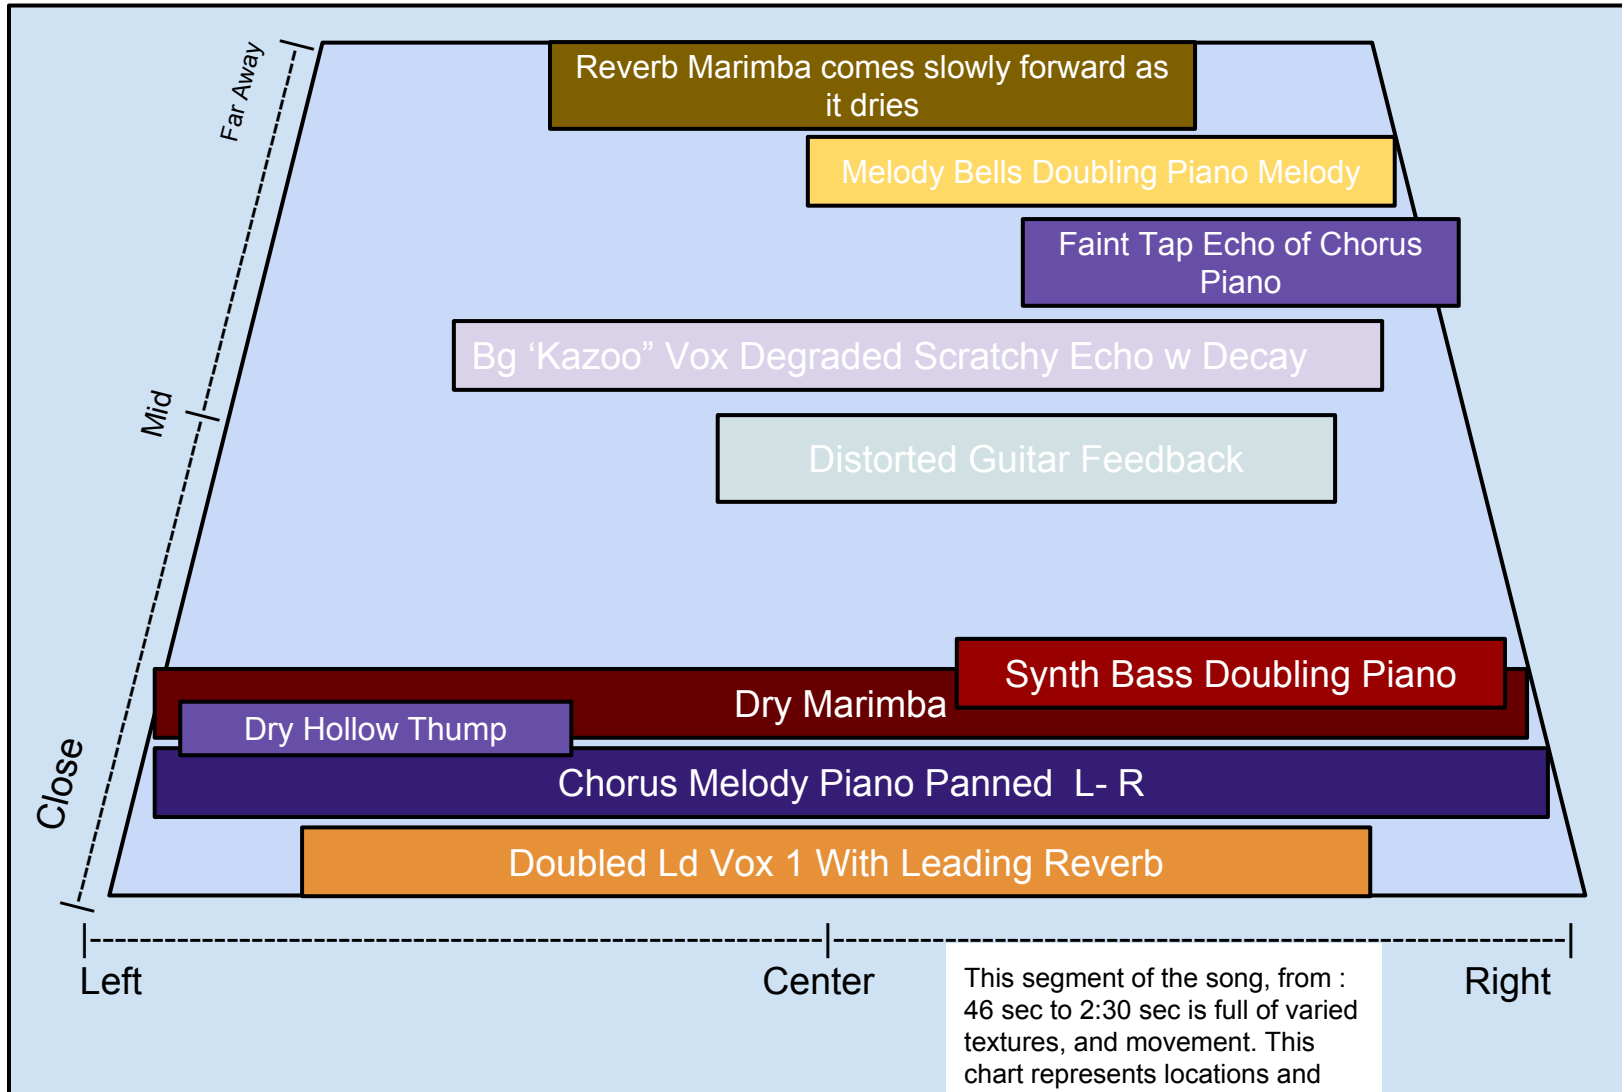 Far Away
Reverb Marimba comes slowly forward as
it dries
Melody Bells Doubling Piano Melody
Faint Tap Echo of Chorus
Piano
Bg ‘Kazoo” Vox Degraded Scratchy Echo w Decay
Mid
Distorted Guitar Feedback
Synth Bass Doubling Piano
Dry Marimba
Dry Hollow Thump
Close
Chorus Melody Piano Panned L- R
Doubled Ld Vox 1 With Leading Reverb
Left
Center
Right
This segment of the song, from :
46 sec to 2:30 sec is full of varied
textures, and movement. This
chart represents locations and